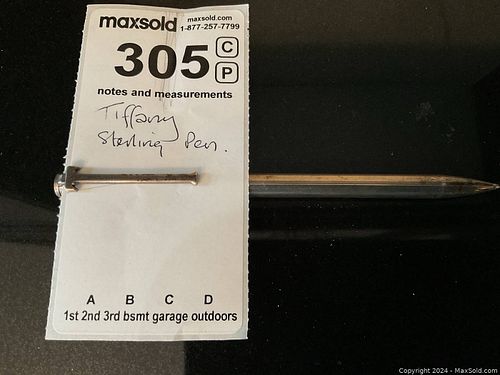 maxsold maxsold.com
1-877-257-7799
305 C
P
notes and measurements
Tiffany
Sterling Pen.
A B C D
1st 2nd 3rd bsmt garage outdoors
Copyright 2024 - MaxSold.com